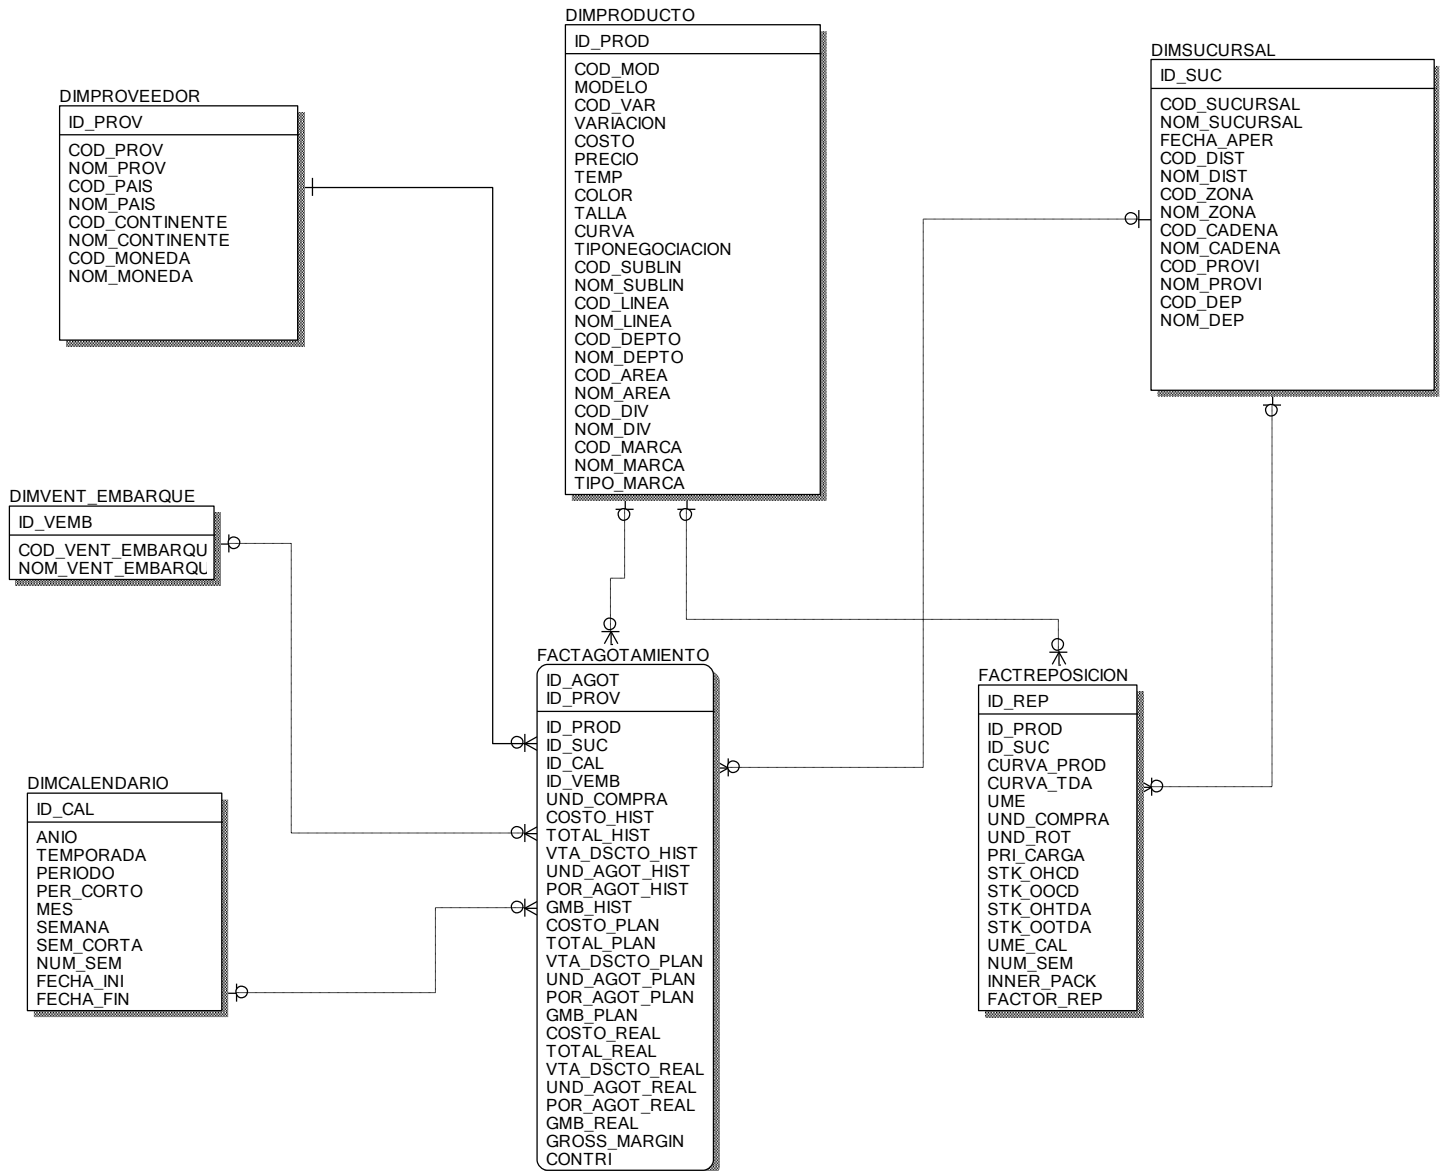 DIMPRODUCTO
ID_PROD
COD_MOD
MODELO
COD_VAR
VARIACION
COSTO
PRECIO
TEMP
COLOR
TALLA
CURVA
TIPONEGOCIACION
COD_SUBLIN
NOM_SUBLIN
COD_LINEA
NOM_LINEA
COD_DEPTO
NOM_DEPTO
COD_AREA
NOM_AREA
COD_DIV
NOM_DIV
COD_MARCA
NOM_MARCA
TIPO_MARCA
DIMSUCURSAL
ID_SUC
COD_SUCURSAL
NOM_SUCURSAL
FECHA_APER
COD_DIST
NOM_DIST
COD_ZONA
NOM_ZONA
COD_CADENA
NOM_CADENA
COD_PROVI
NOM_PROVI
COD_DEP
NOM_DEP
DIMPROVEEDOR
ID_PROV
COD_PROV
NOM_PROV
COD_PAIS
NOM_PAIS
COD_CONTINENTE
NOM_CONTINENTE
COD_MONEDA
NOM_MONEDA
DIMVENT_EMBARQUE
ID_VEMB
COD_VENT_EMBARQU
NOM_VENT_EMBARQU
FACTAGOTAMIENTO
ID_AGOT
ID_PROV
ID_PROD
ID_SUC
ID_CAL
ID_VEMB
UND_COMPRA
COSTO_HIST
TOTAL_HIST
VTA_DSCTO_HIST
UND_AGOT_HIST
POR_AGOT_HIST
GMB_HIST
COSTO_PLAN
TOTAL_PLAN
VTA_DSCTO_PLAN
UND_AGOT_PLAN
POR_AGOT_PLAN
GMB_PLAN
COSTO_REAL
TOTAL_REAL
VTA_DSCTO_REAL
UND_AGOT_REAL
POR_AGOT_REAL
GMB_REAL
GROSS_MARGIN
CONTRI
FACTREPOSICION
ID_REP
ID_PROD
ID_SUC
CURVA_PROD
CURVA_TDA
UME
UND_COMPRA
UND_ROT
PRI_CARGA
STK_OHCD
STK_OOCD
STK_OHTDA
STK_OOTDA
UME_CAL
NUM_SEM
INNER_PACK
FACTOR_REP
DIMCALENDARIO
ID_CAL
ANIO
TEMPORADA
PERIODO
PER_CORTO
MES
SEMANA
SEM_CORTA
NUM_SEM
FECHA_INI
FECHA_FIN